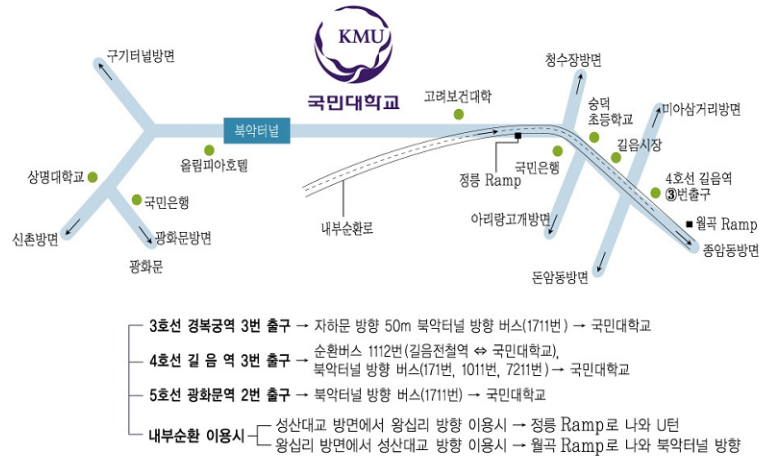 KMU
국민대학교
구기터널방면
북악터널
올림피아호텔
상명대학교
국민은행
신촌방면
광화문방면
광화문
고려보건대학
청수장방면
숭덕
초등학교
미아삼거리방면
길음시장
정릉 Ramp
국민은행
4호선 길음역
③번출구
내부순환로
아리랑고개방면
월곡 Ramp
종암동방면
돈암동방면
3호선 경복궁역 3번 출구 → 자하문 방향 50m 북악터널 방향 버스(1711번) → 국민대학교
4호선 길 음 역 3번 출구 → 순환버스 1112번(길음전철역 ⇔ 국민대학교),
북악터널 방향 버스(171번, 1011번, 7211번) → 국민대학교
5호선 광화문역 2번 출구 → 북악터널 방향 버스(1711번) → 국민대학교
내부순환 이용시
성산대교 방면에서 왕십리 방향 이용시 → 정릉 Ramp로 나와 U턴
왕십리 방면에서 성산대교 방향 이용시 → 월곡 Ramp로 나와 북악터널 방향